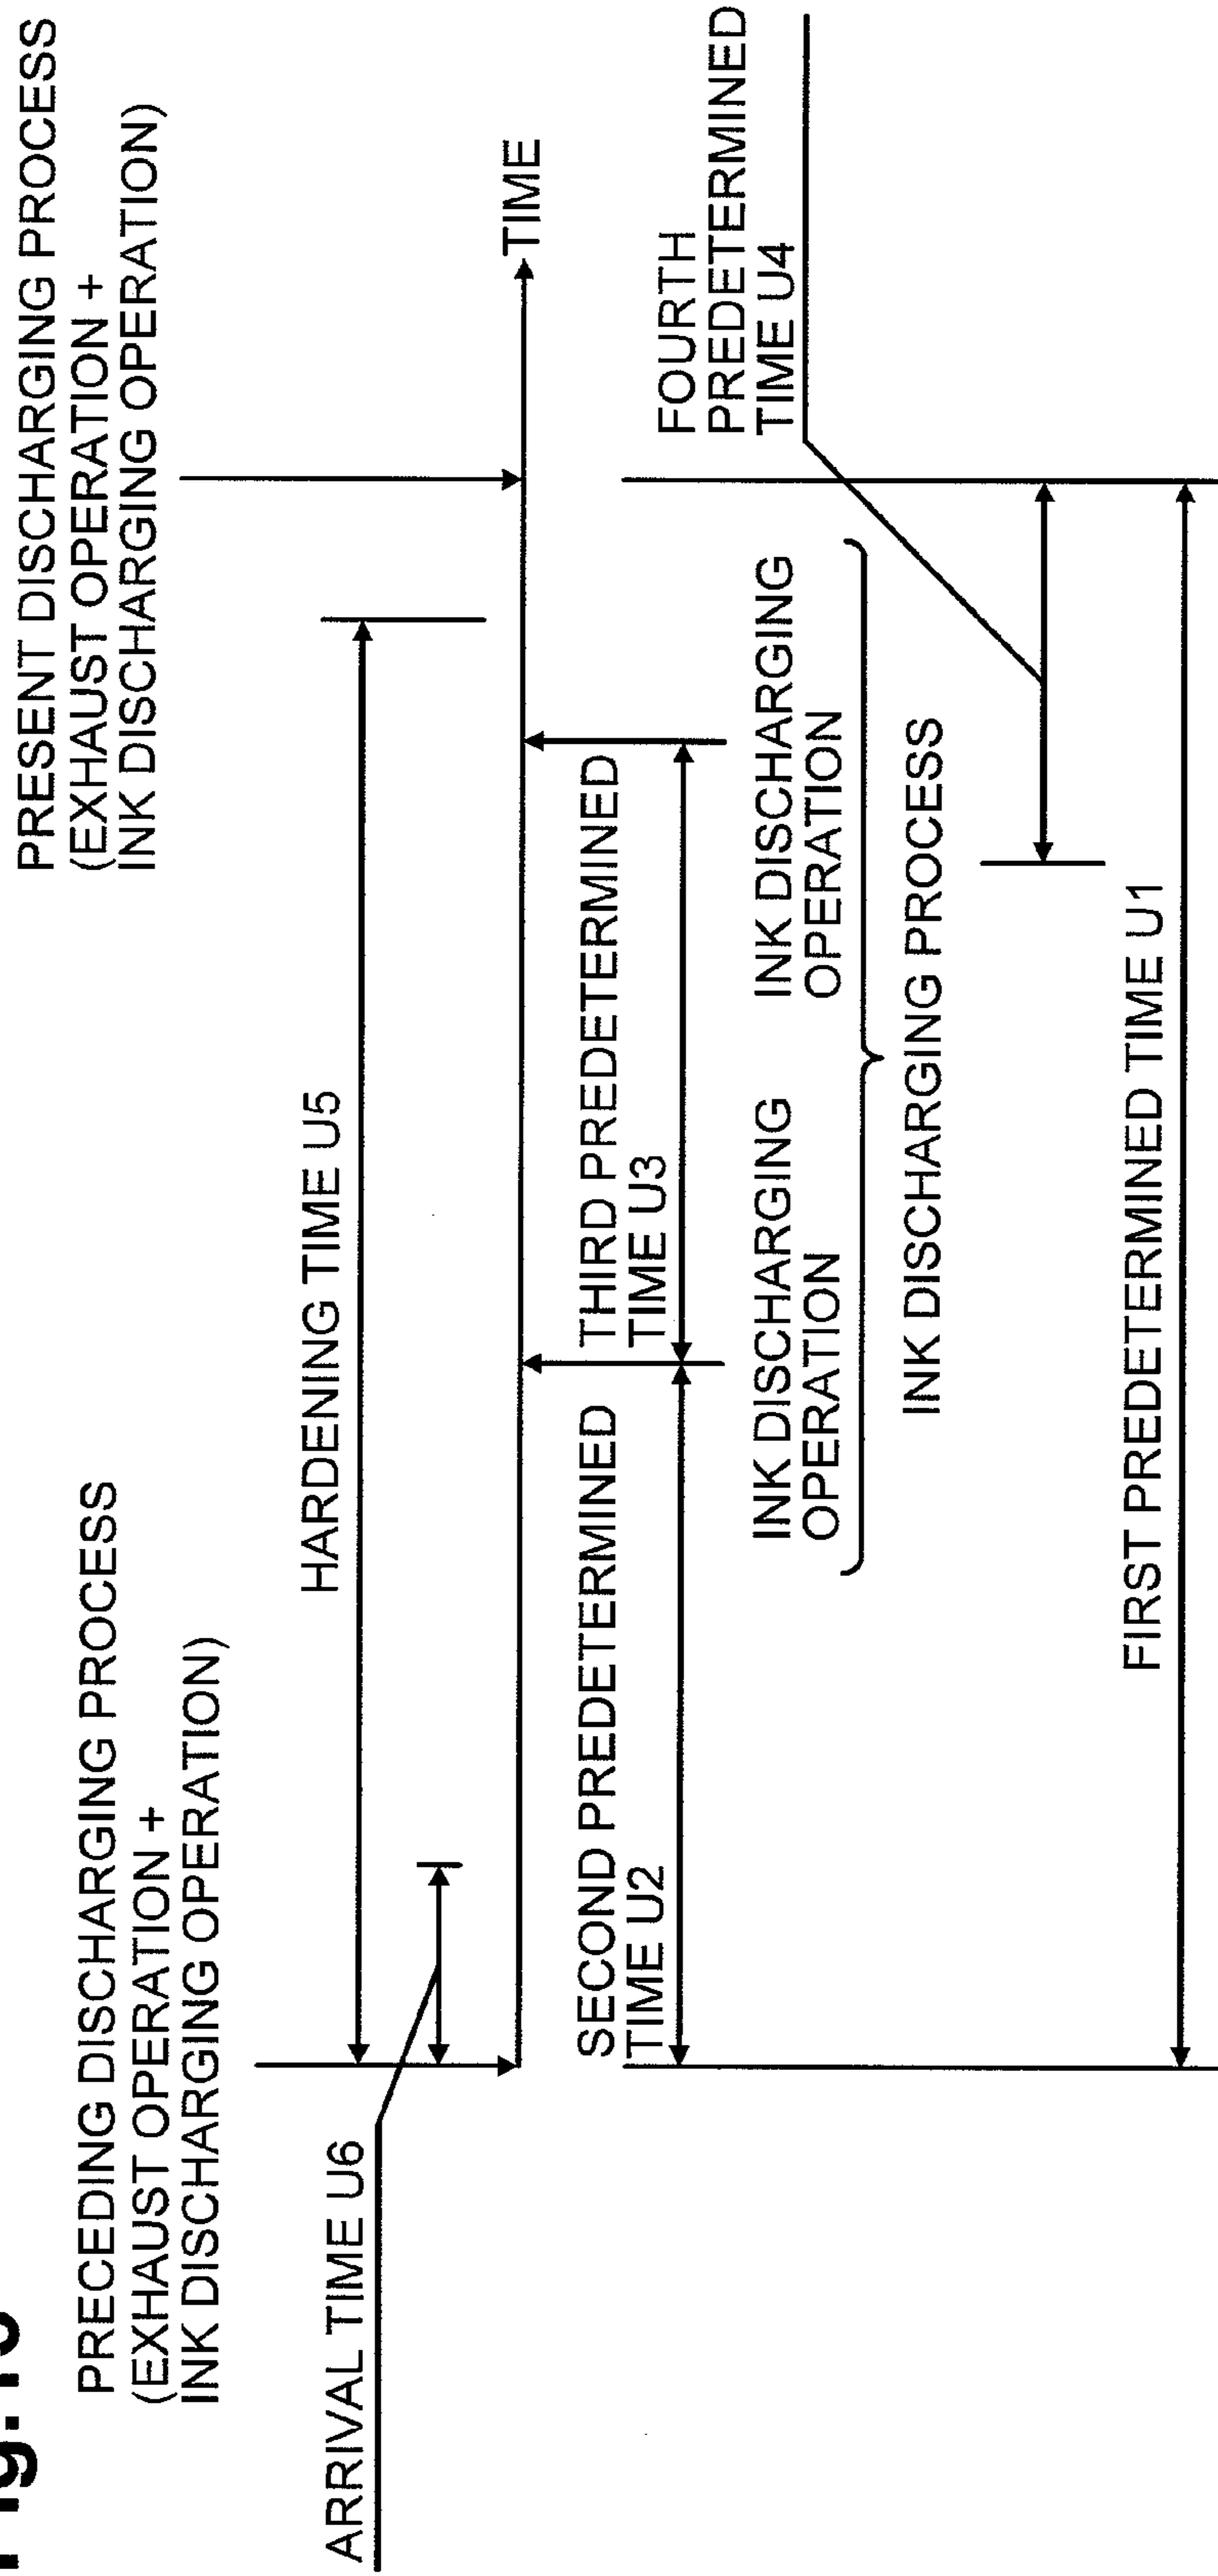 PRECEDING DISCHARGING PROCESS
(EXHAUST OPERATION +
INK DISCHARGING OPERATION)
PRESENT DISCHARGING PROCESS
(EXHAUST OPERATION +
INK DISCHARGING OPERATION)
ARRIVAL TIME U6
HARDENING TIME U5
TIME
SECOND PREDETERMINED
TIME U2
THIRD PREDETERMINED
TIME U3
FOURTH
PREDETERMINED
TIME U4
INK DISCHARGING
OPERATION
INK DISCHARGING
OPERATION
INK DISCHARGING PROCESS
FIRST PREDETERMINED TIME U1